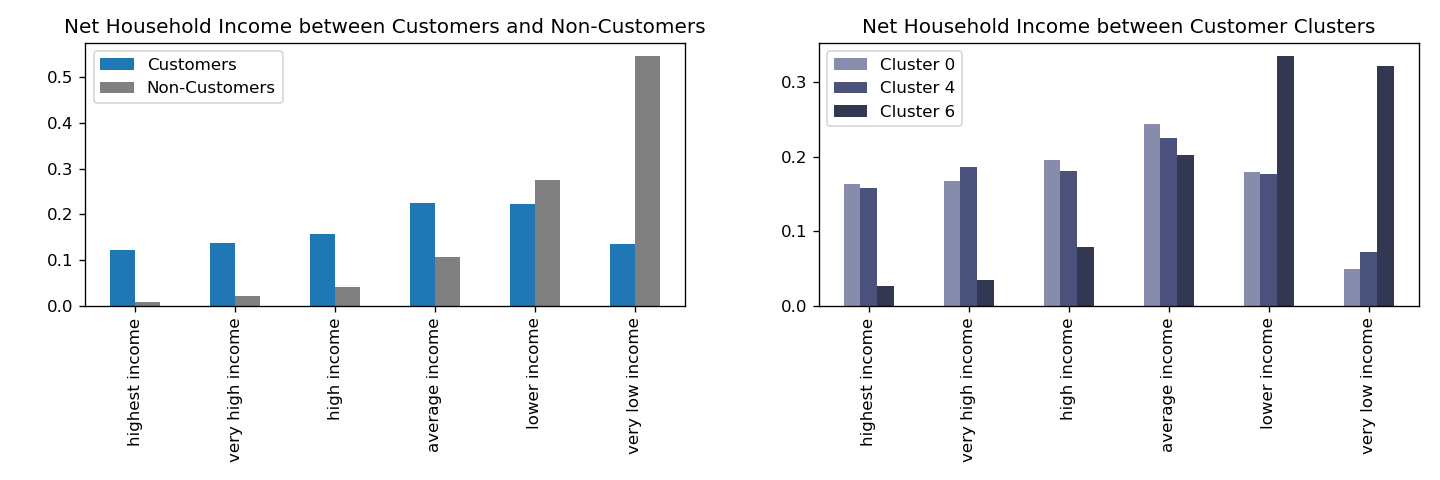 Net Household Income between Customers and Non-Customers
Customers
Non-Customers
0.5
0.4
0.3
0.2
0.1
0.0
highest income
very high income
high income
average income
lower income
very low income
Net Household Income between Customer Clusters
Cluster 0
Cluster 4
Cluster 6
0.3
0.2
0.1
0.0
highest income
very high income
high income
average income
lower income
very low income